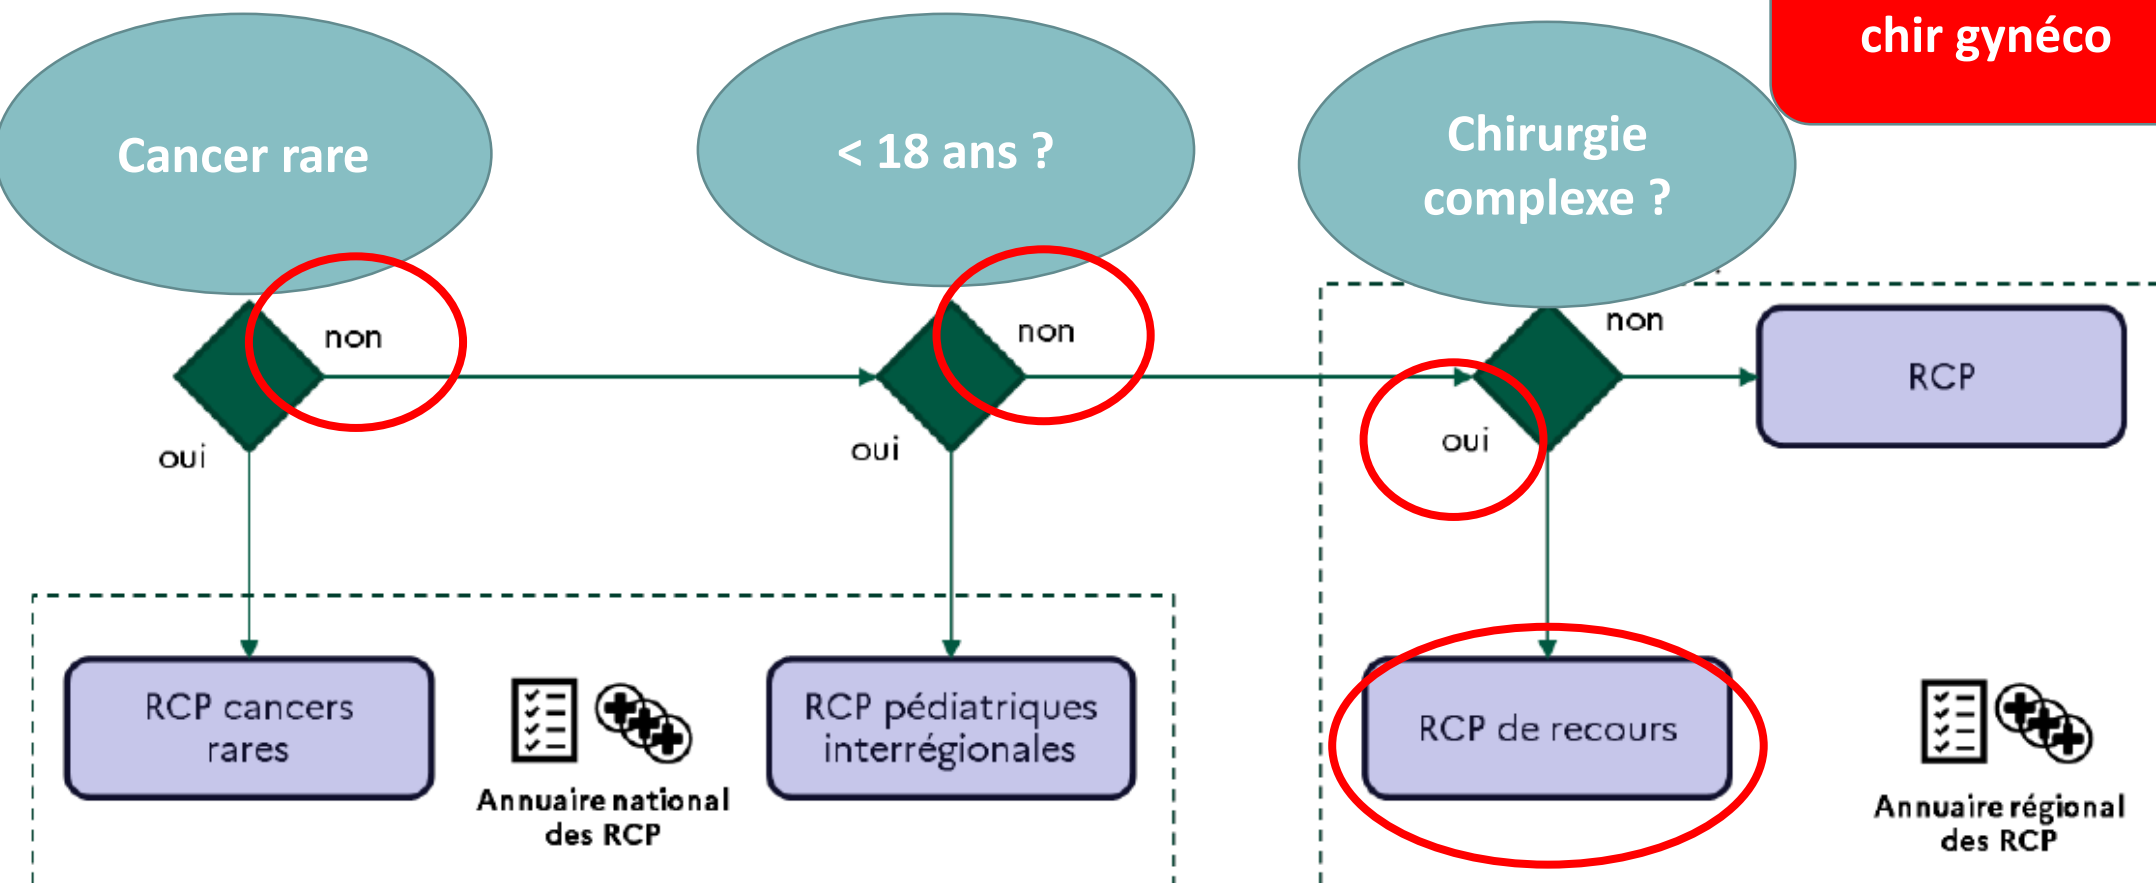 chir gynéco
Cancer rare
< 18 ans ?
Chirurgie
complexe ?
non
non
non
oui
oui
oui
RCP
RCP cancers
rares
Annuaire national
des RCP
RCP pédiatriques
interrégionales
RCP de recours
Annuaire régional
des RCP